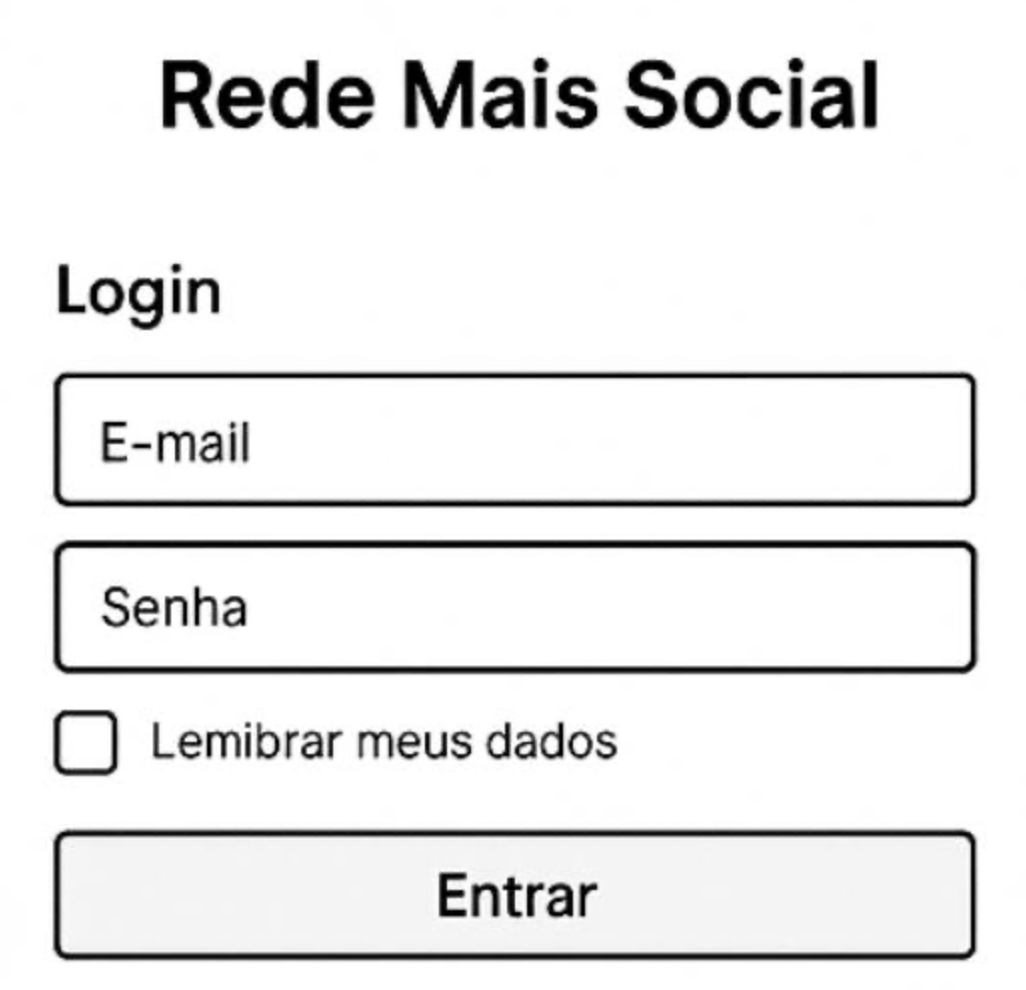 Rede Mais Social
Login
E-mail
Senha
Lemibrar meus dados
Entrar